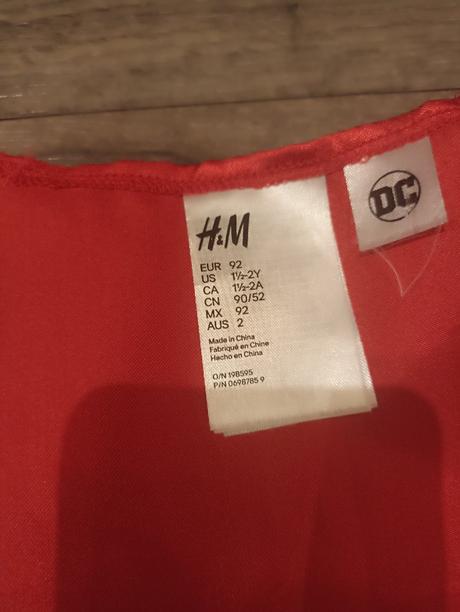 H&M
EUR 92
US 1½-2Y
CA 1½-2A
CN 90/52
MX 92
AUS 2
Made in China
Fabriqué en Chine
Hecho en China
O/N 198595
P/N 0698785 9
DC